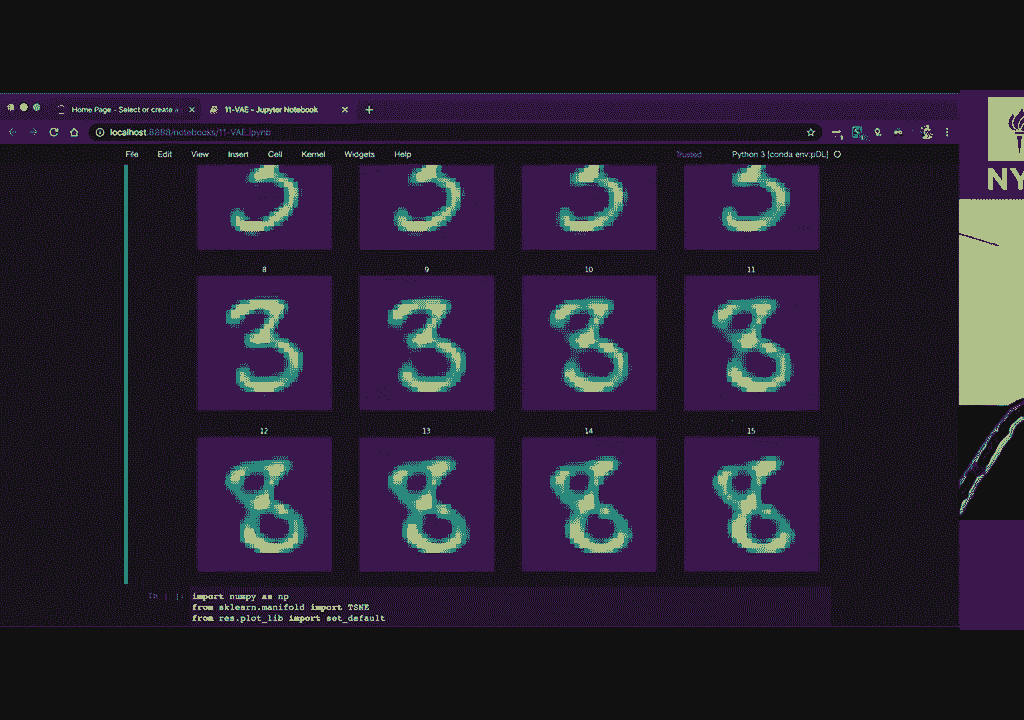 Home Page - Select or create a
11-VAE - Jupyter Notebook
localhost:8888/notebooks/11-VAE.ipynb
File Edit View Insert Cell Kernel Widgets Help Trusted Python 3 [conda env:pDL]
NY
8 9 10 11
12 13 14 15
In [ ]: import numpy as np
from sklearn.manifold import TSNE
from res.plot_lib import set_default